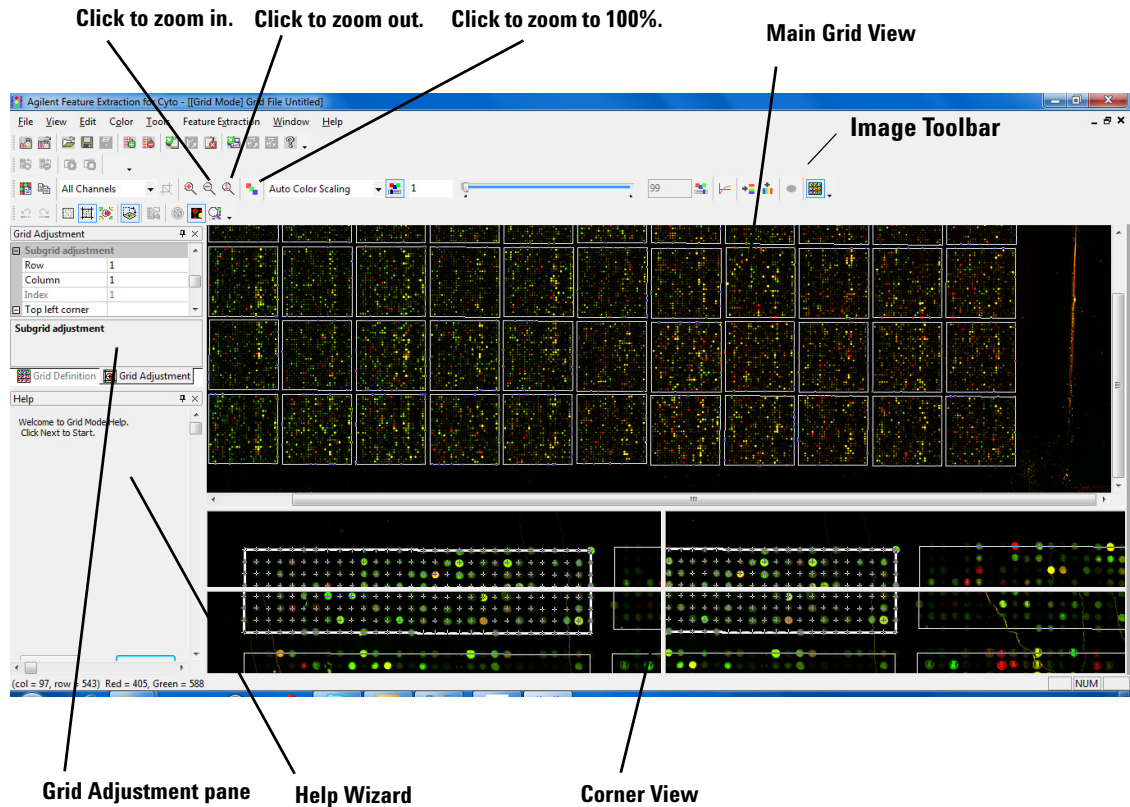 Click to zoom in. Click to zoom out. Click to zoom to 100%.
Main Grid View
Agilent Feature Extraction for Cyto - [[Grid Mode] Grid File Untitled]
File View Edit Color Tools Feature Extraction Window Help
Image Toolbar
All Channels Auto Color Scaling 1 99
Grid Adjustment
Subgrid adjustment
Row 1
Column 1
Index 1
Top left corner
Subgrid adjustment
Grid Definition Grid Adjustment
Help
Welcome to Grid Mode Help.
Click Next to Start.
(col = 97, row = 543) Red = 405, Green = 588 NUM
Grid Adjustment pane Help Wizard Corner View